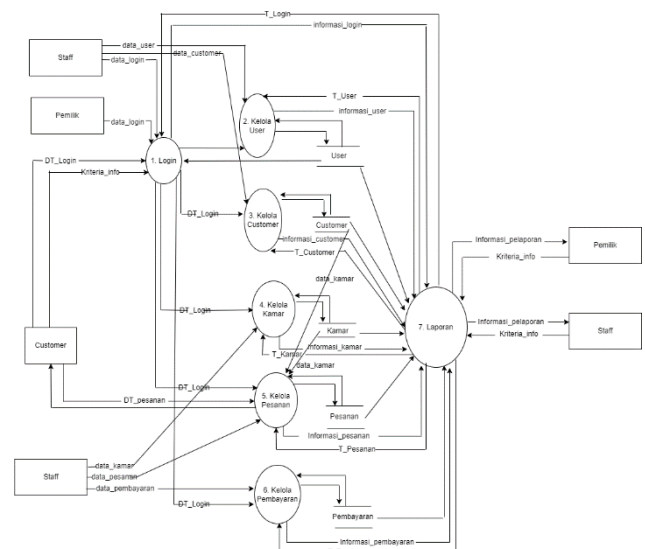 T_Login
informasi_login
Staff
data_user
data_customer
data_login
Pemilik
data_login
T_User
informasi_user
2. Kelola
User
User
DT_Login
Kriteria_info
1. Login
DT_Login
3. Kelola
Customer
Customer
informasi_customer
T_Customer
Informasi_pelaporan
Kriteria_info
Pemilik
data_kamar
4. Kelola
Kamar
DT_Login
Kamar
7. Laporan
Informasi_pelaporan
Kriteria_info
Staff
Customer
informasi_kamar
T_Kamar
data_kamar
DT_Login
5. Kelola
Pesanan
DT_pesanan
Pesanan
Informasi_pesanan
T_Pesanan
Staff
data_kamar
data_pesanan
data_pembayaran
6. Kelola
Pembayaran
DT_Login
Pembayaran
Informasi_pembayaran